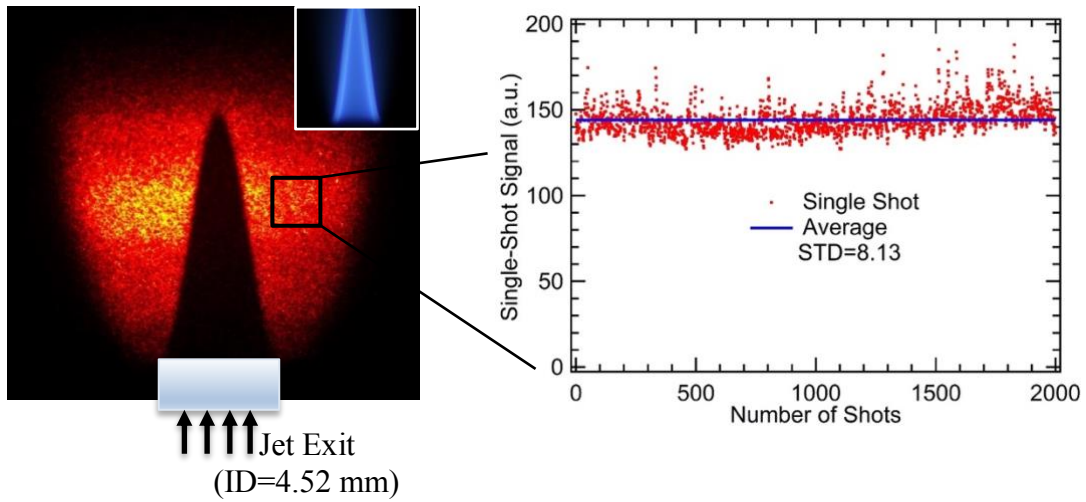 Jet Exit
(ID=4.52 mm)
200
150
100
50
0
Single-Shot Signal (a.u.)
Single Shot
Average
STD=8.13
0
500
1000
1500
2000
Number of Shots